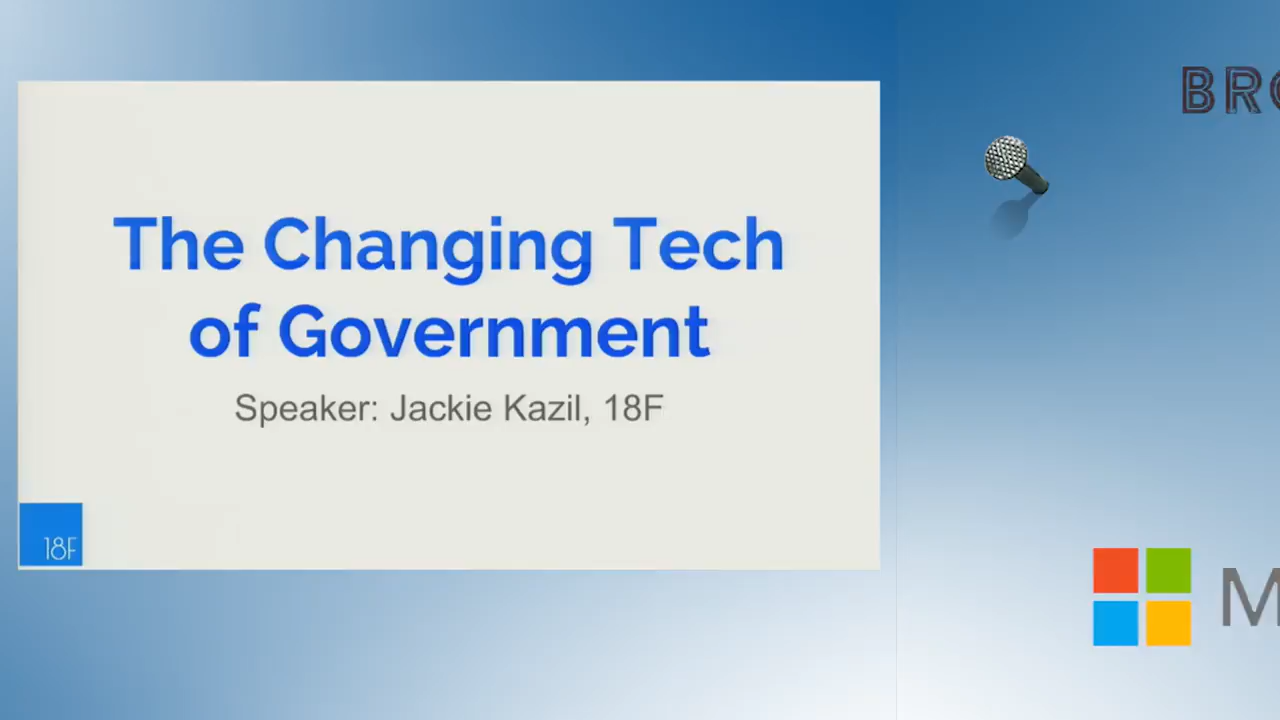 The Changing Tech
of Government
Speaker: Jackie Kazil, 18F
18F